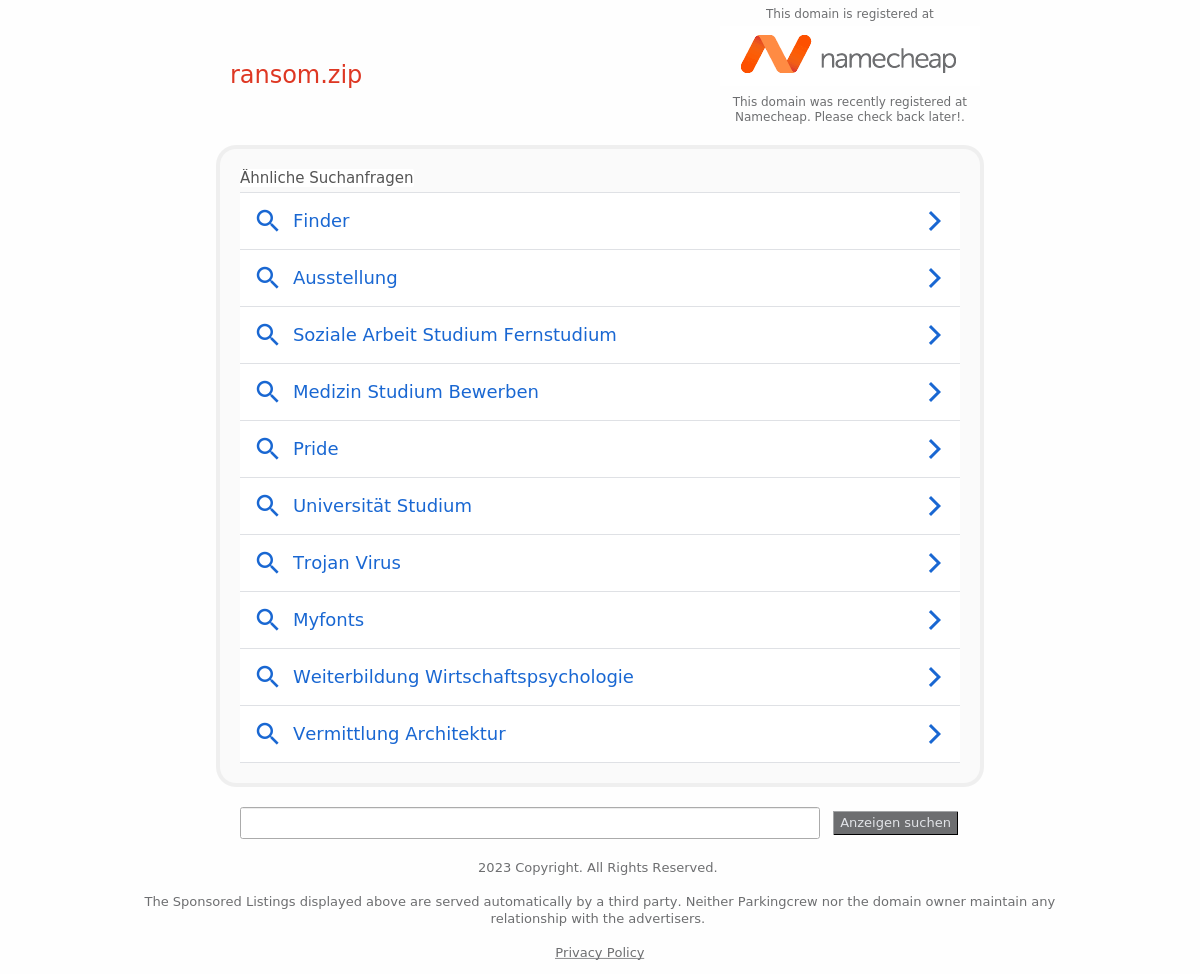 This domain is registered at
namecheap
ransom.zip
This domain was recently registered at
Namecheap. Please check back later!.
Ähnliche Suchanfragen
Finder
Ausstellung
Soziale Arbeit Studium Fernstudium
Medizin Studium Bewerben
Pride
Universität Studium
Trojan Virus
Myfonts
Weiterbildung Wirtschaftspsychologie
Vermittlung Architektur
Anzeigen suchen
2023 Copyright. All Rights Reserved.
The Sponsored Listings displayed above are served automatically by a third party. Neither Parkingcrew nor the domain owner maintain any
relationship with the advertisers.
Privacy Policy